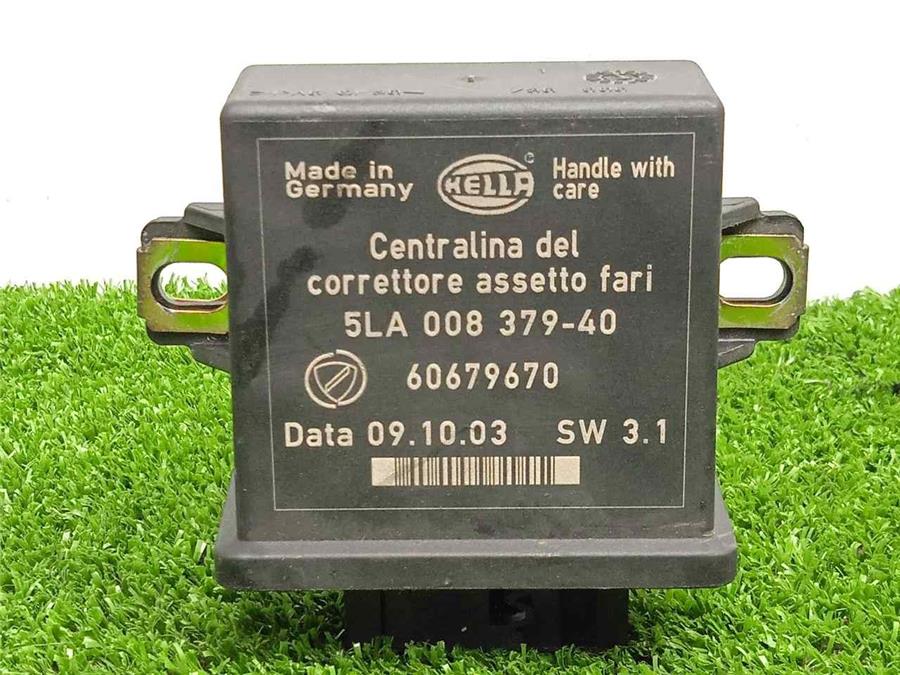 Made in
Germany
HELLA
Handle with
care
Centralina del
correttore assetto fari
5LA 008 379-40
60679670
Data 09.10.03 SW 3.1